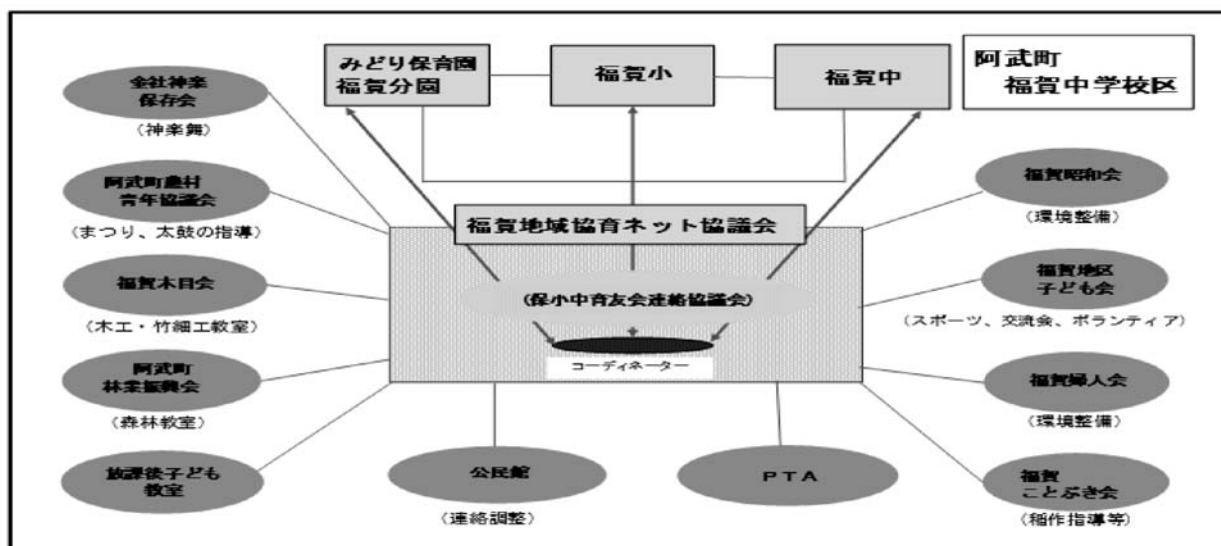 みどり保育園
福賀分園
福賀小
福賀中
阿武町
福賀中学校区
金社神楽
保存会
(神楽舞)
阿武町農村
青年協議会
(まつり、太鼓の指導)
福賀木目会
(木工・竹細工教室)
阿武町
林業振興会
(森林教室)
放課後子ども
教室
福賀地域協育ネット協議会
(保小中育友会連絡協議会)
コーディネーター
公民館
(連絡調整)
PTA
福賀昭和会
(環境整備)
福賀地区
子ども会
(スポーツ、交流会、ボランティア)
福賀婦人会
(環境整備)
福賀
ことぶき会
(稲作指導等)